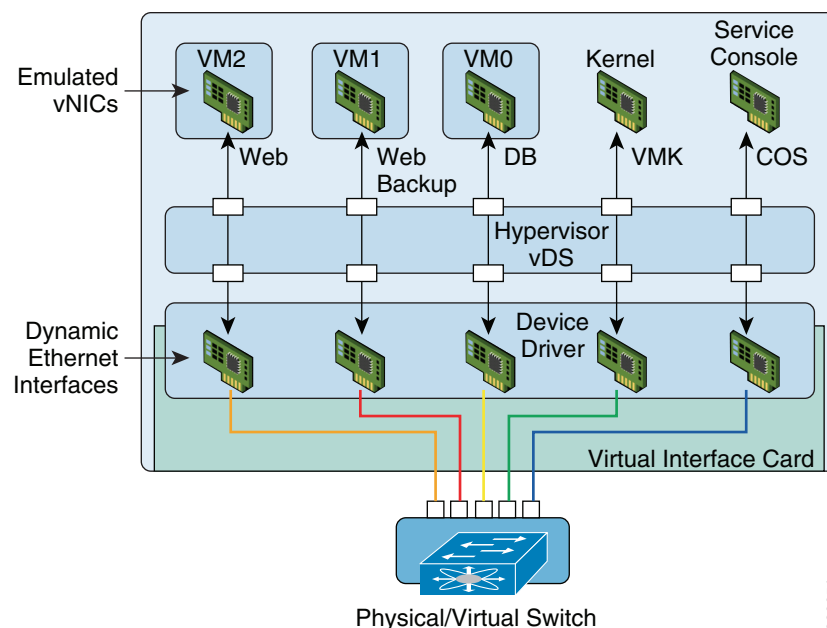 VM2
VM1
VM0
Kernel
Service
Console
Emulated
vNICs
Web
Web
Backup
DB
VMK
COS
Hypervisor
vDS
Dynamic
Ethernet
Interfaces
Device
Driver
Virtual Interface Card
Physical/Virtual Switch